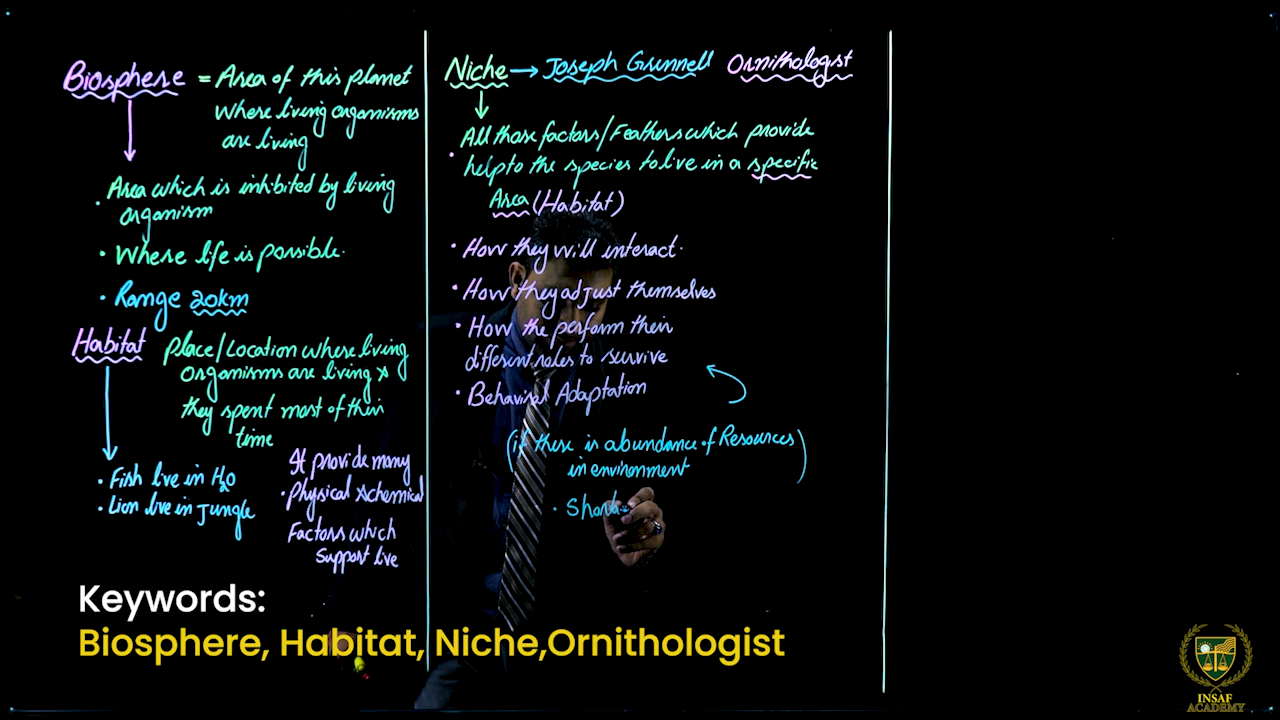 Biosphere = Area of this planet
where living organisms
are living
· Area which is inhibited by living
organism
· Where life is possible.
· Range 20km
Habitat Place/Location where living
organisms are living &
they spent most of their
time
· Fish live in H2O
· Lion live in Jungle
It provide many
· Physical & chemical
Factors which
Support live
Niche → Joseph Grinnell Ornithologist
· All those factors/Feathers which provide
help to the species to live in a specific
Area (Habitat)
· How they will interact.
· How they adjust themselves
· How the perform their
different roles to survive
· Behavioral Adaptation
(if there is abundance of Resources
in environment)
Keywords:
Biosphere, Habitat, Niche,Ornithologist
INSAF
ACADEMY